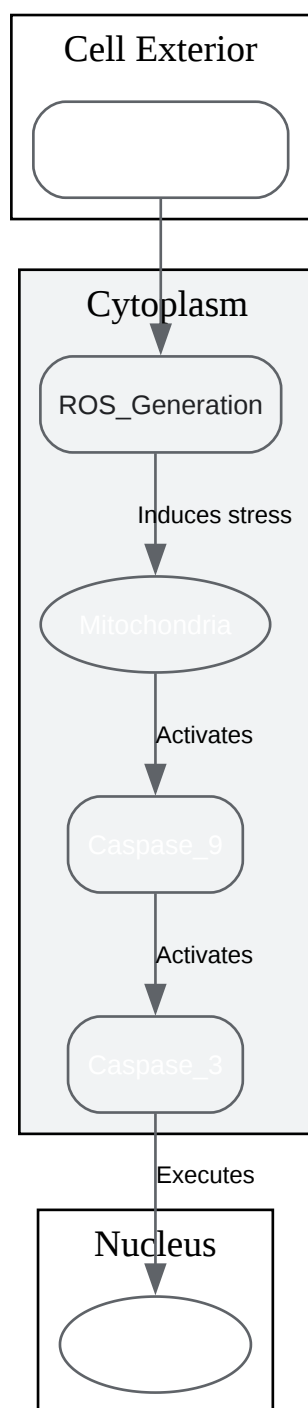 Cell Exterior
Cytoplasm
ROS_Generation
Induces stress
Mitochondria
Activates
Caspase_9
Activates
Caspase_3
Executes
Nucleus